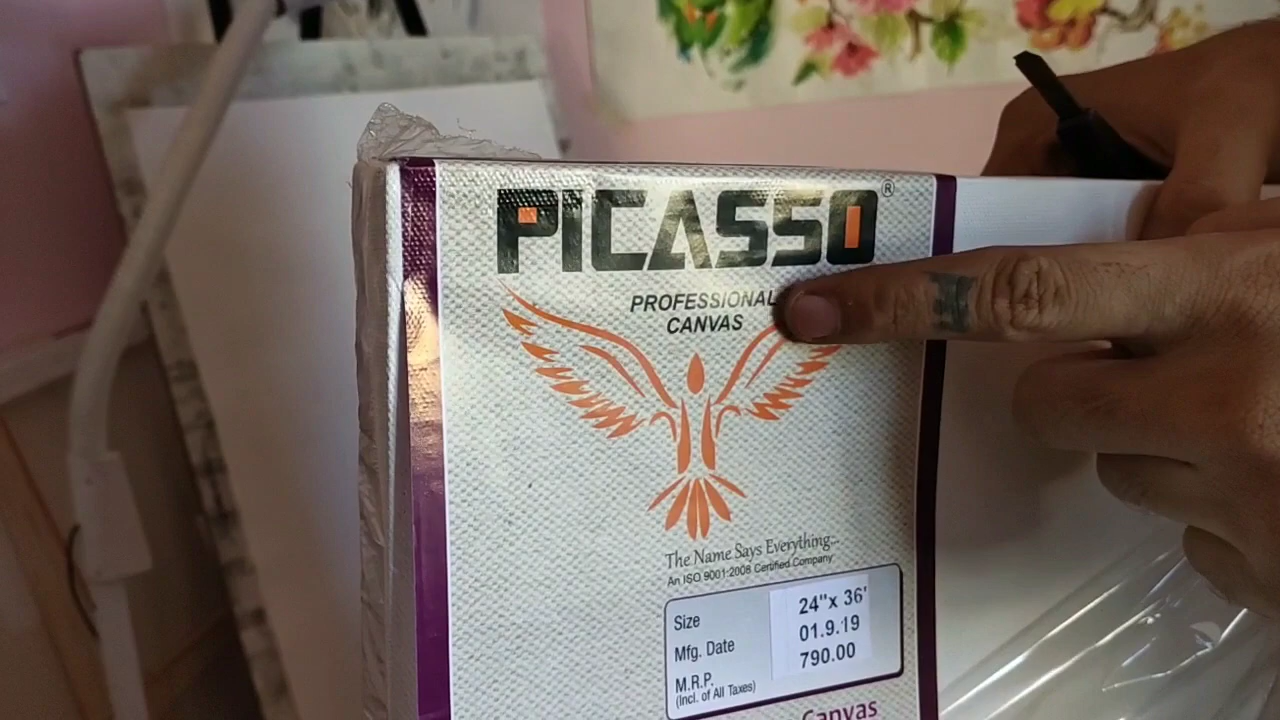 PICASSO®
PROFESSIONAL
CANVAS
The Name Says Everything...
An ISO 9001:2008 Certified Company
Size 24"x 36'
Mfg. Date 01.9.19
M.R.P. 790.00
(Incl. of All Taxes)
Canvas